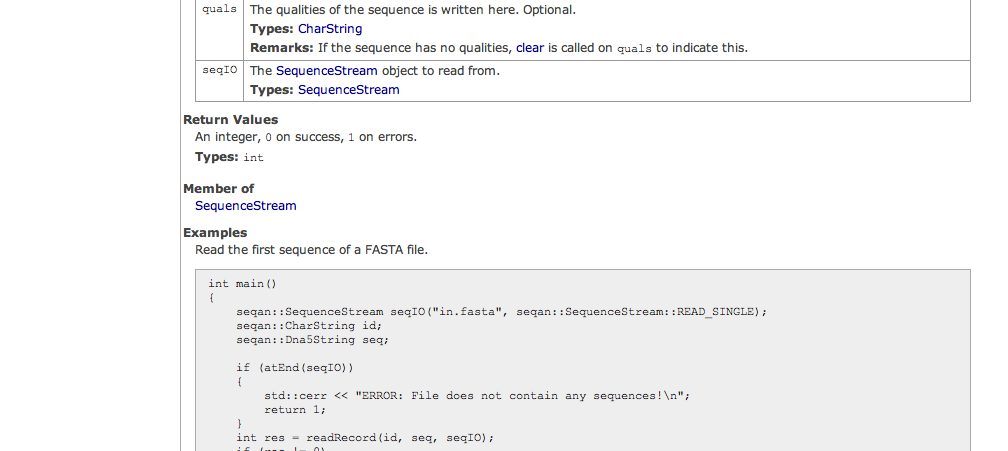 quals The qualities of the sequence is written here. Optional.
Types: CharString
Remarks: If the sequence has no qualities, clear is called on quals to indicate this.
seqIO The SequenceStream object to read from.
Types: SequenceStream
Return Values
An integer, 0 on success, 1 on errors.
Types: int
Member of
SequenceStream
Examples
Read the first sequence of a FASTA file.
int main()
{
    seqan::SequenceStream seqIO("in.fasta", seqan::SequenceStream::READ_SINGLE);
    seqan::CharString id;
    seqan::Dna5String seq;
    if (atEnd(seqIO))
    {
        std::cerr << "ERROR: File does not contain any sequences!\n";
        return 1;
    }
    int res = readRecord(id, seq, seqIO);
    if (res != 0)